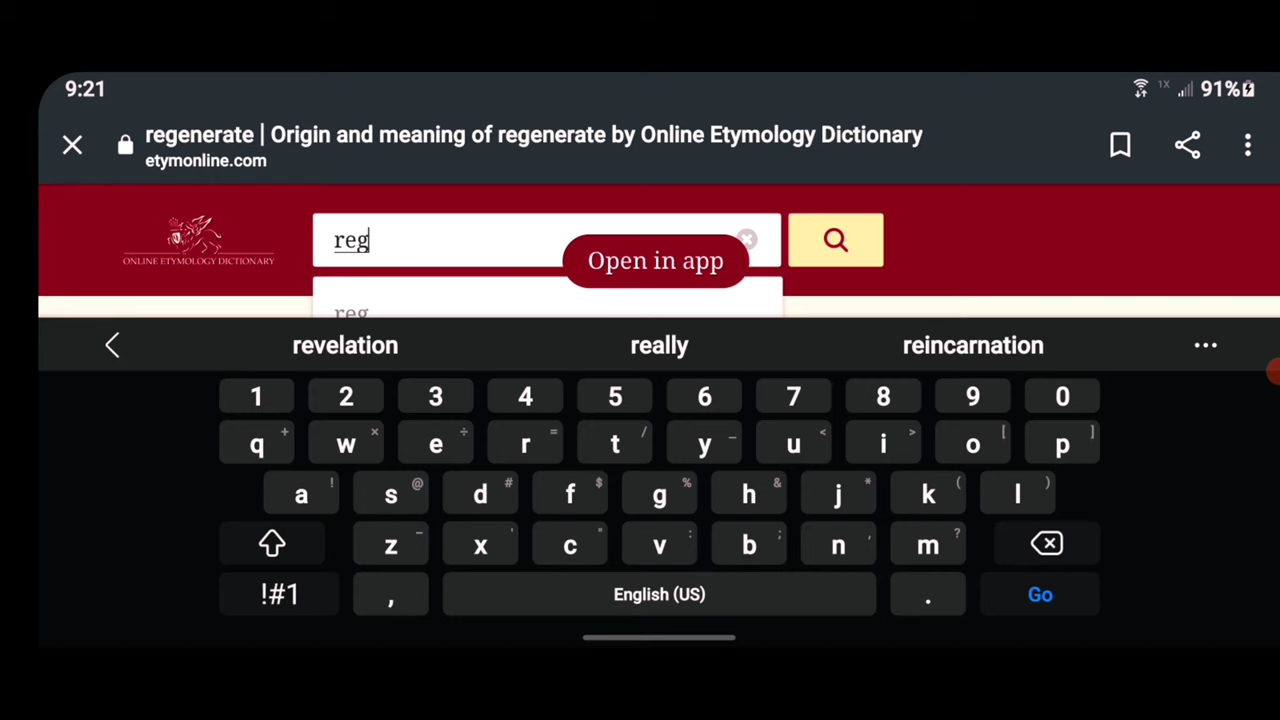 9:21
1X 91%
regenerate | Origin and meaning of regenerate by Online Etymology Dictionary
etymonline.com
ONLINE ETYMOLOGY DICTIONARY
reg
Open in app
reg
revelation really reincarnation ...
1 2 3 4 5 6 7 8 9 0
q + w × e ÷ r = t / y _ u < i > o [ p ]
a ! s @ d # f $ g % h & j * k ( l )
z - x ' c " v : b ; n , m ?
!#1 , English (US) . Go